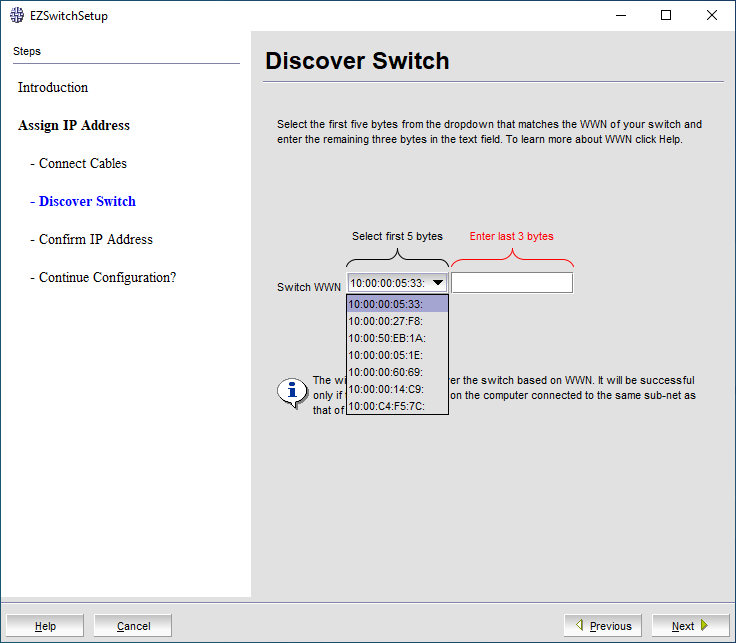 EZSwitchSetup
Steps
Introduction
Assign IP Address
- Connect Cables
- Discover Switch
- Confirm IP Address
- Continue Configuration?
Discover Switch
Select the first five bytes from the dropdown that matches the WWN of your switch and
enter the remaining three bytes in the text field. To learn more about WWN click Help.
Select first 5 bytes
Enter last 3 bytes
Switch WWN
10:00:00:05:33:
10:00:00:05:33:
10:00:00:27:F8:
10:00:50:EB:1A:
10:00:00:05:1E:
10:00:00:60:69:
10:00:00:14:C9:
10:00:C4:F5:7C:
The the switch based on WWN. It will be successful
only if on the computer connected to the same sub-net as
that of
Help
Cancel
Previous
Next